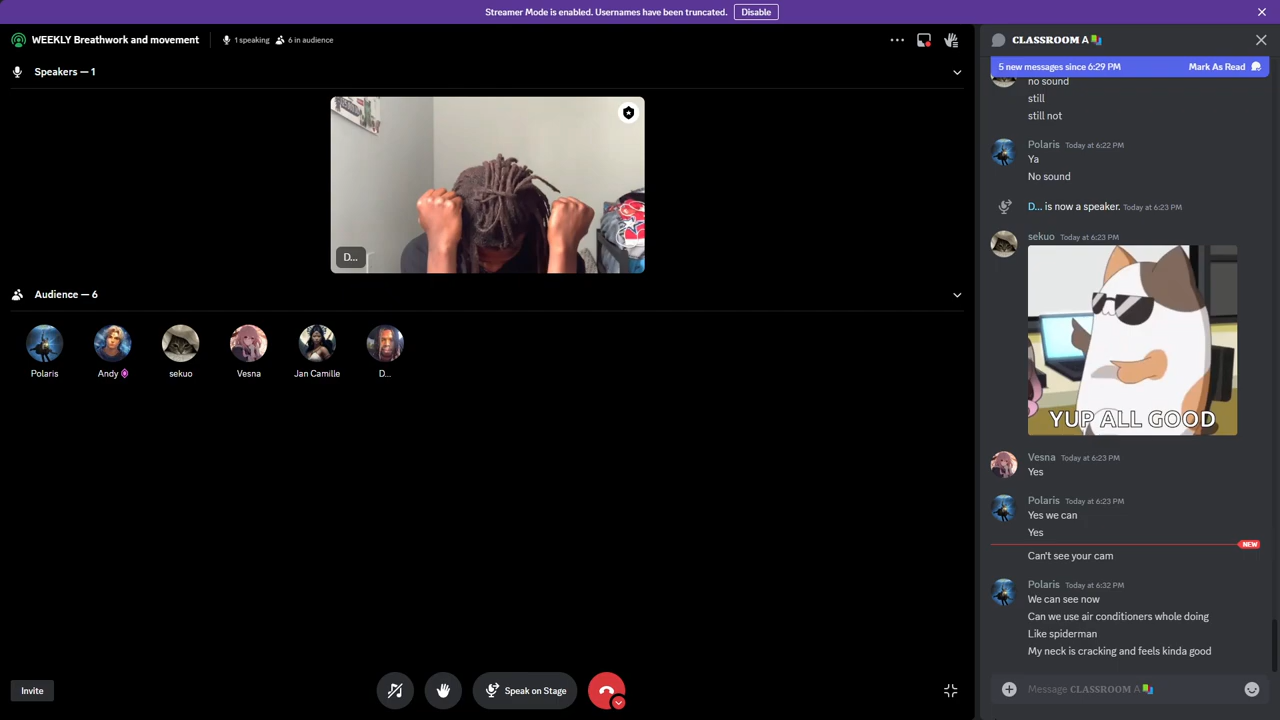 Streamer Mode is enabled. Usernames have been truncated. Disable
WEEKLY Breathwork and movement
1 speaking 6 in audience
Speakers — 1
D...
Audience — 6
Polaris
Andy
sekuo
Vesna
Jan Camille
D...
Invite
Speak on Stage
CLASSROOM A
5 new messages since 6:29 PM Mark As Read
no sound
still
still not
Polaris Today at 6:22 PM
Ya
No sound
D... is now a speaker. Today at 6:23 PM
sekuo Today at 6:23 PM
YUP ALL GOOD
Vesna Today at 6:23 PM
Yes
Polaris Today at 6:23 PM
Yes we can
Yes
NEW
Can't see your cam
Polaris Today at 6:32 PM
We can see now
Can we use air conditioners whole doing
Like spiderman
My neck is cracking and feels kinda good
Message CLASSROOM A